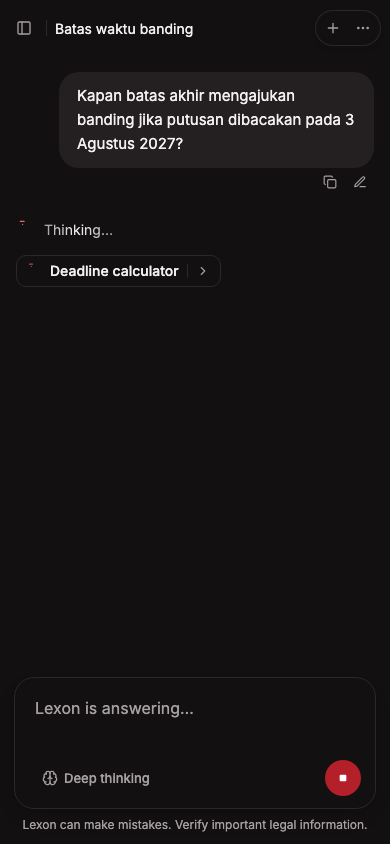 Batas waktu banding
Kapan batas akhir mengajukan
banding jika putusan dibacakan pada 3
Agustus 2027?
Thinking...
Deadline calculator
Lexon is answering...
Deep thinking
Lexon can make mistakes. Verify important legal information.